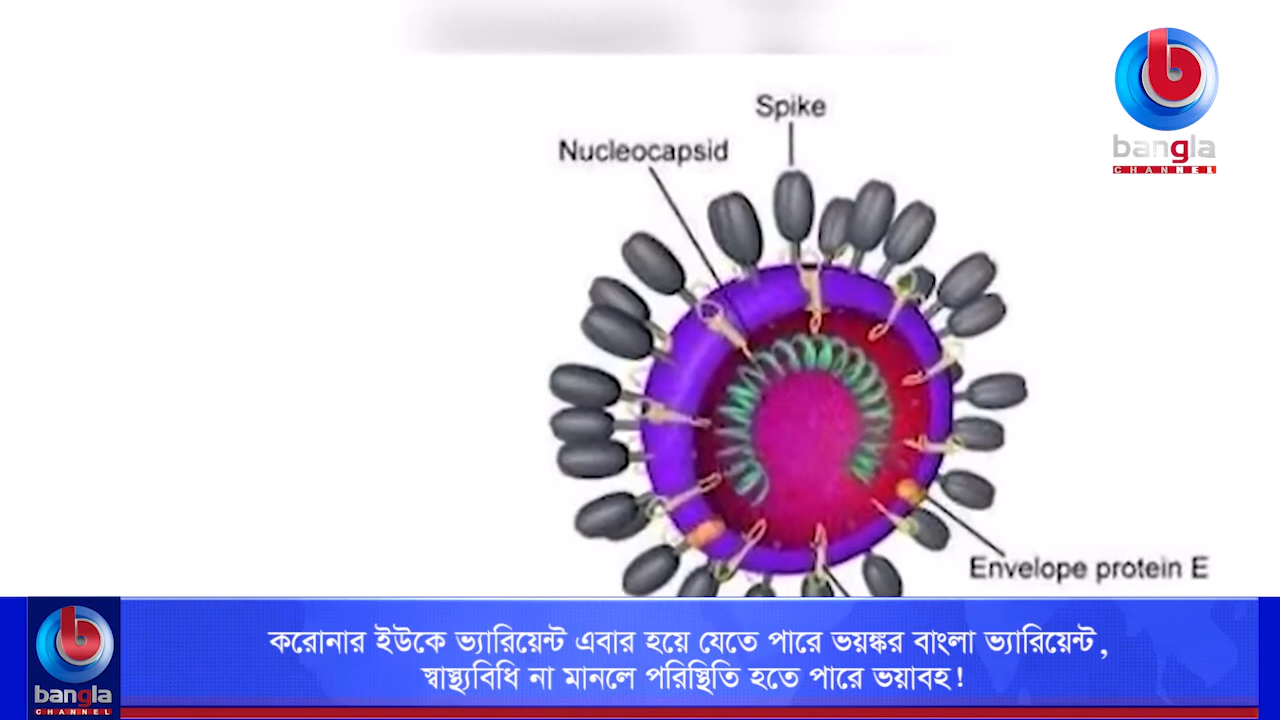 Spike
Nucleocapsid
bangla
CHANNEL
Envelope protein E
করোনার ইউকে ভ্যারিয়েন্ট এবার হয়ে যেতে পারে ভয়ঙ্কর বাংলা ভ্যারিয়েন্ট,
স্বাস্থ্যবিধি না মানলে পরিস্থিতি হতে পারে ভয়াবহ!
bangla
CHANNEL